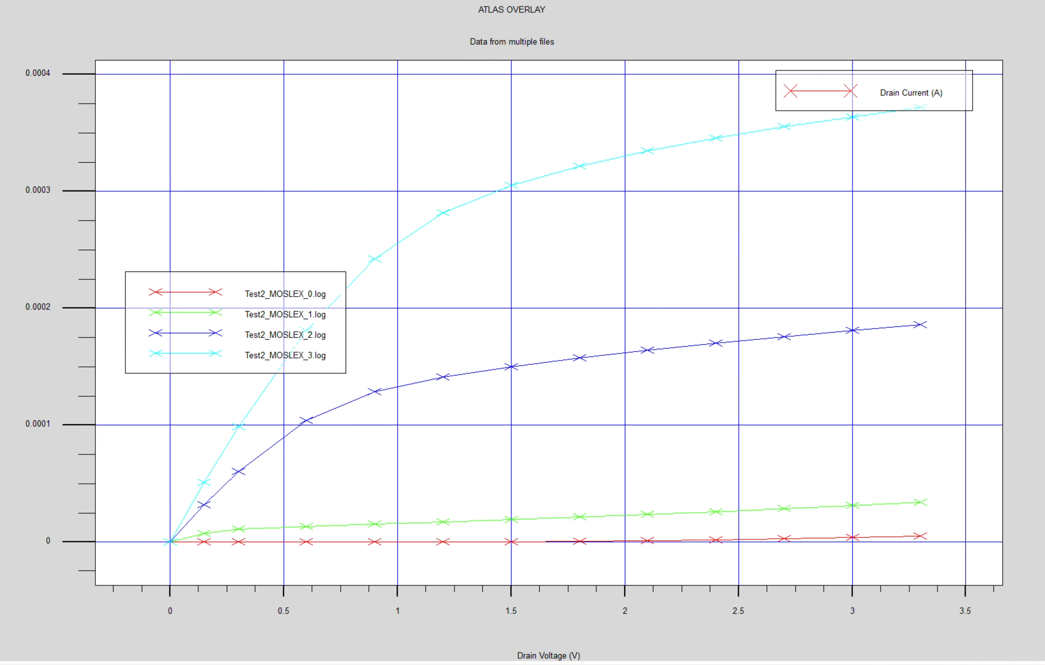 ATLAS OVERLAY
Data from multiple files
0.0004
Drain Current (A)
0.0003
0.0002
Test2_MOSLEX_0.log
Test2_MOSLEX_1.log
Test2_MOSLEX_2.log
Test2_MOSLEX_3.log
0.0001
0
0 0.5 1 1.5 2 2.5 3 3.5
Drain Voltage (V)